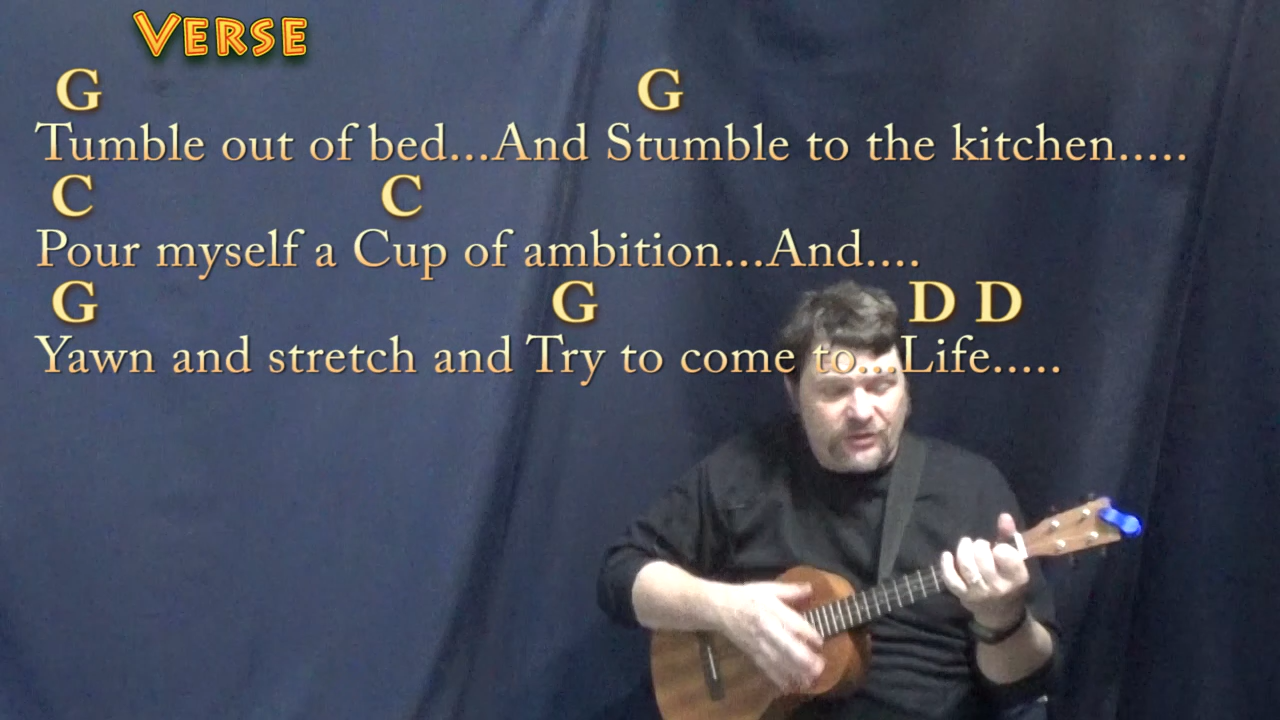 VERSE
G G
Tumble out of bed...And Stumble to the kitchen.....
C C
Pour myself a Cup of ambition...And....
G G D D
Yawn and stretch and Try to come to...Life.....